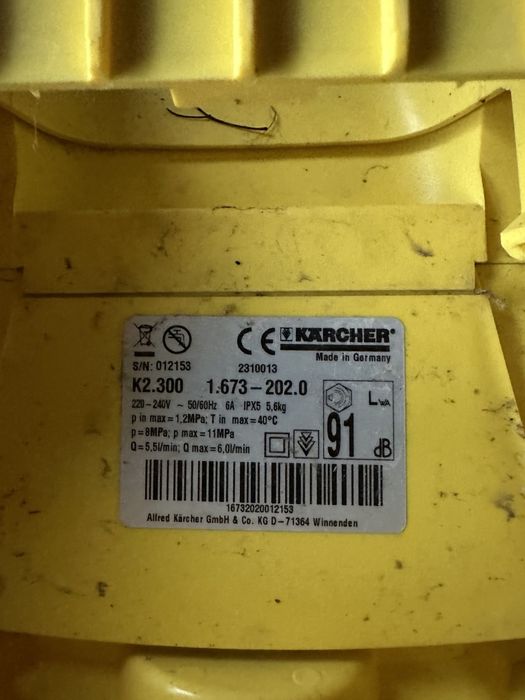 KÄRCHER®
Made in Germany
S/N: 012153 2310013
K2.300 1.673-202.0
220-240V ~ 50/60Hz 6A IPX5 5,6kg
p in max=1,2MPa; T in max=40°C
p=8MPa; p max=11MPa
Q=5,5l/min; Q max=6,0l/min
LWA
91 dB
16732020012153
Alfred Kärcher GmbH & Co. KG D-71364 Winnenden